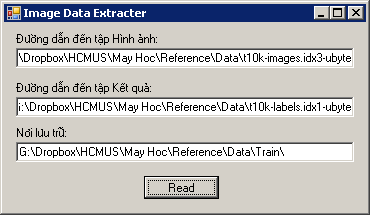 Image Data Extracter
Đường dẫn đến tập Hình ảnh:
\Dropbox\HCMUS\May Hoc\Reference\Data\t10k-images.idx3-ubyte
Đường dẫn đến tập Kết quả:
i:\Dropbox\HCMUS\May Hoc\Reference\Data\t10k-labels.idx1-ubyte
Nơi lưu trữ:
G:\Dropbox\HCMUS\May Hoc\Reference\Data\Train\
Read